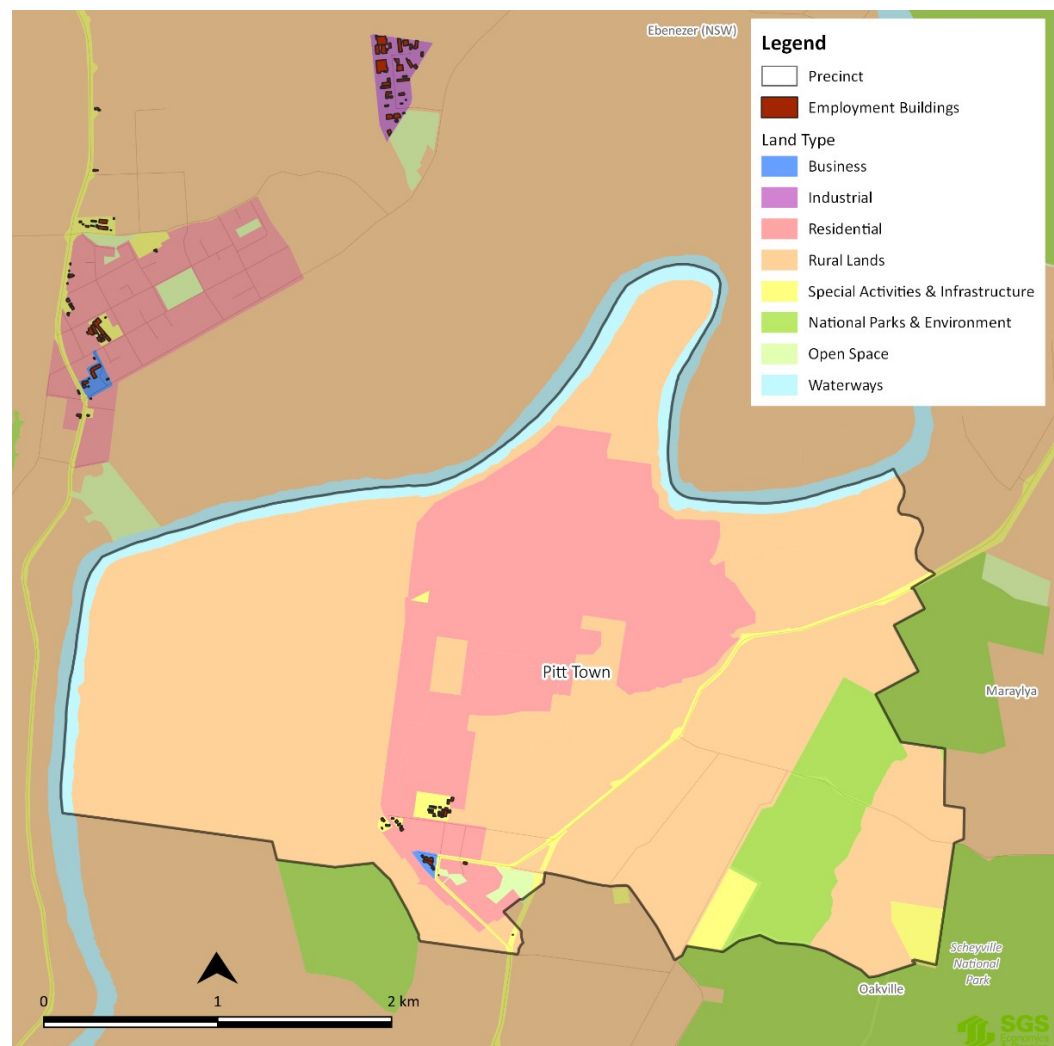 Ebenezer (NSW)
Legend
Precinct
Employment Buildings
Land Type
Business
Industrial
Residential
Rural Lands
Special Activities & Infrastructure
National Parks & Environment
Open Space
Waterways
Pitt Town
Maraylya
Scheyville
National
Park
Oakville
0 1 2 km
SGS
Economics